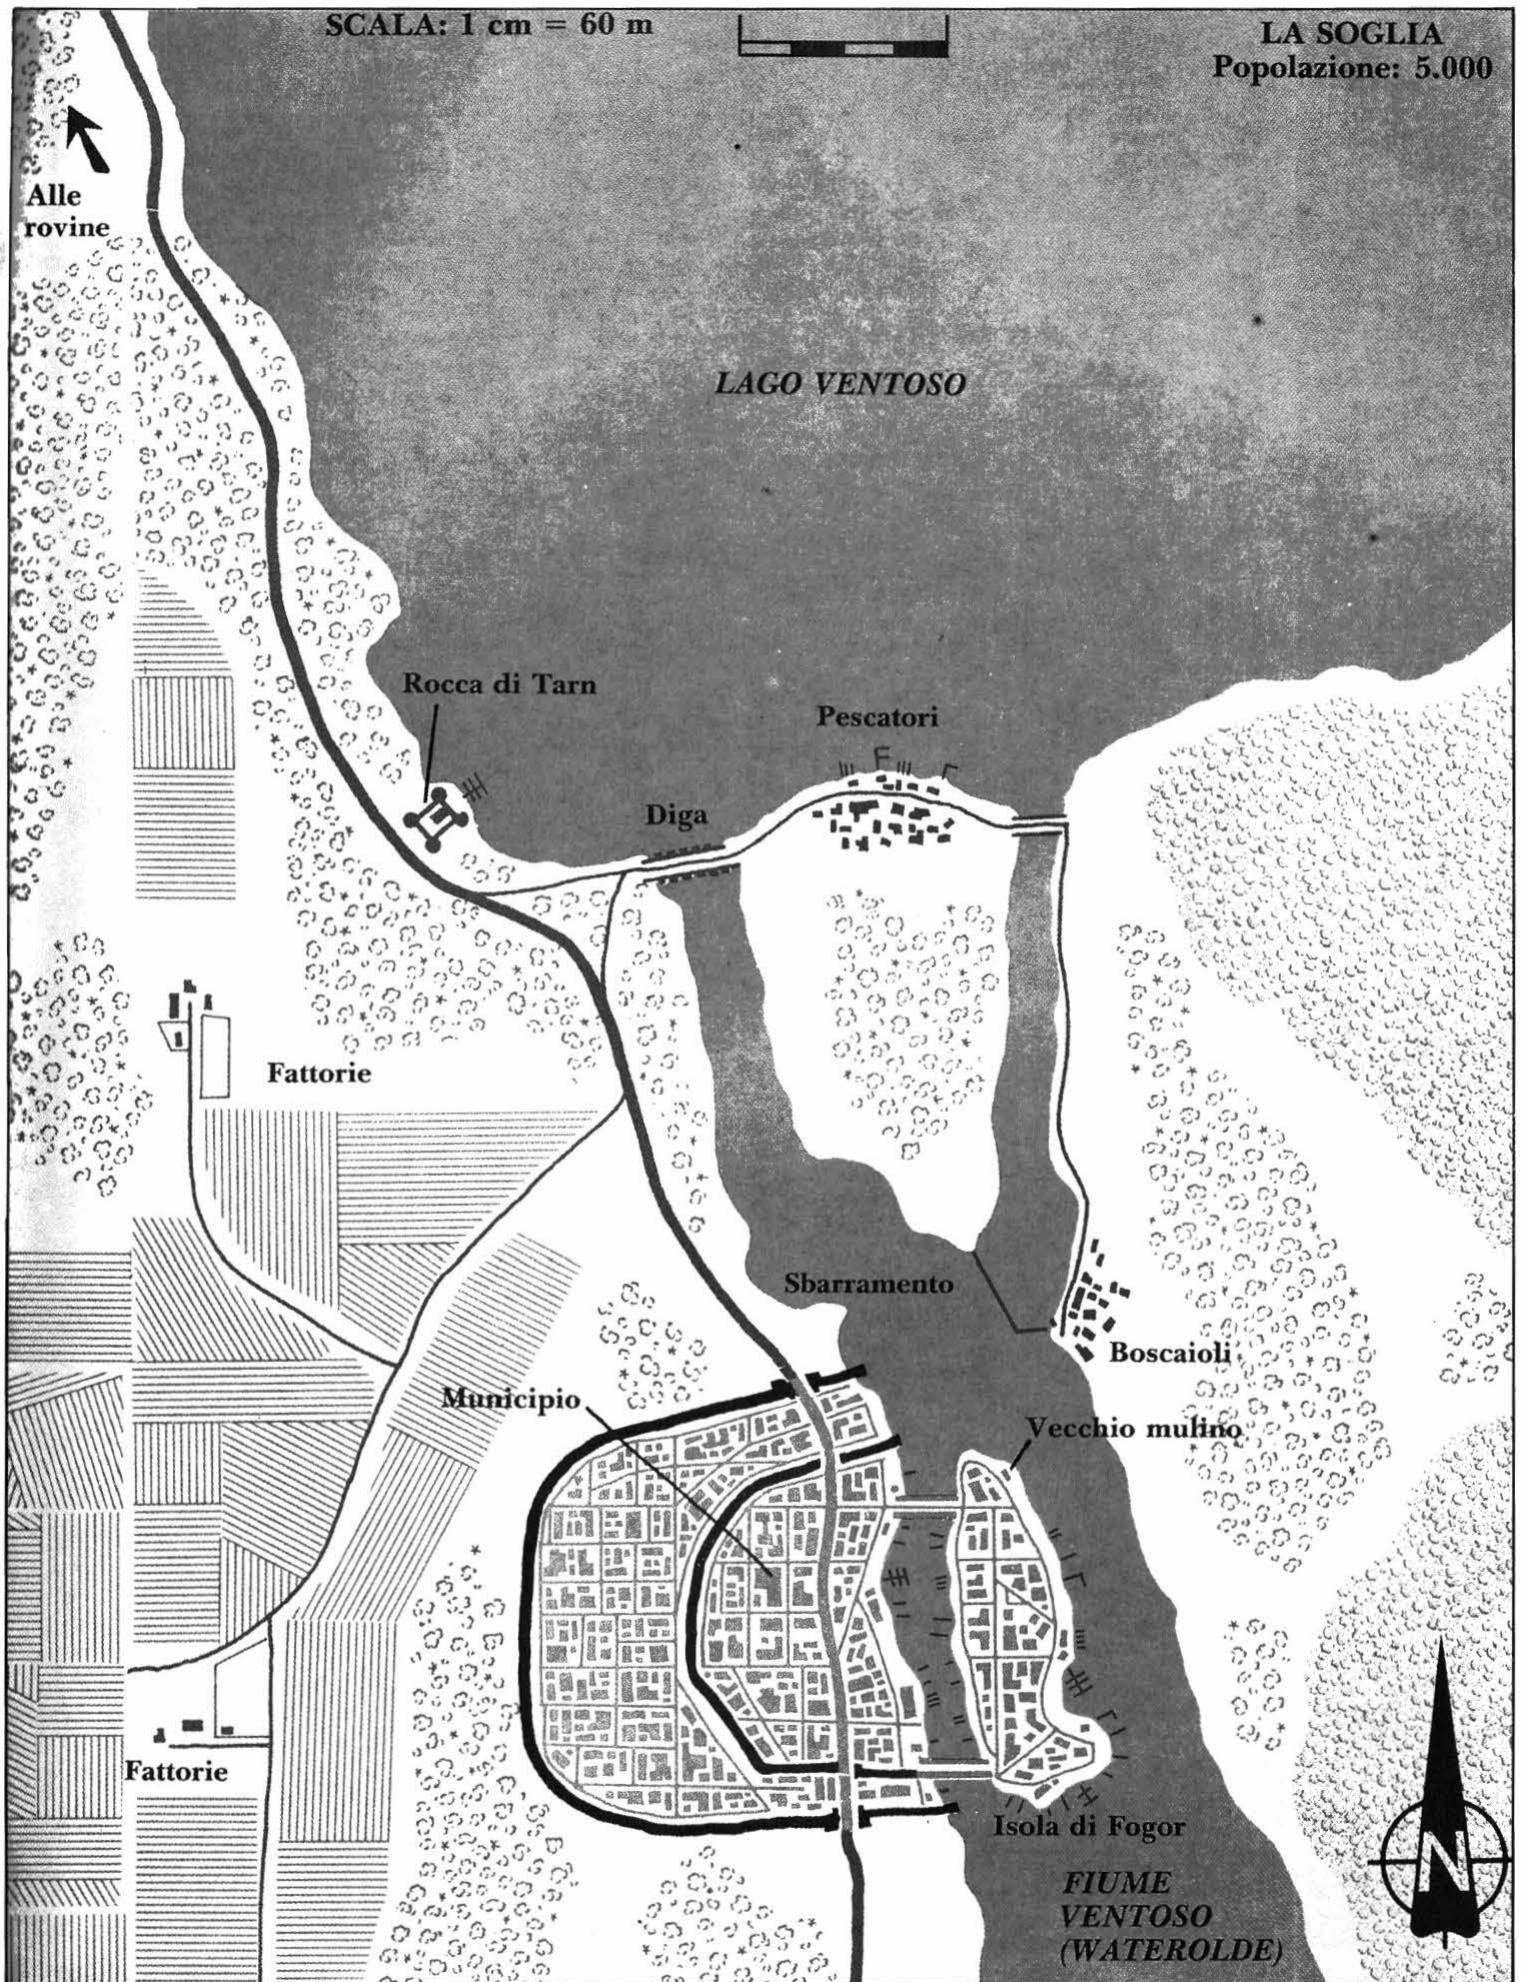 SCALA: 1 cm = 60 m
LA SOGLIA
Popolazione: 5.000
Alle
rovine
LAGO VENTOSO
Rocca di Tarn
Pescatori
Diga
Fattorie
Sbarramento
Boscaioli
Municipio
Vecchio mulino
Fattorie
Isola di Fogor
FIUME
VENTOSO
(WATEROLDE)
N